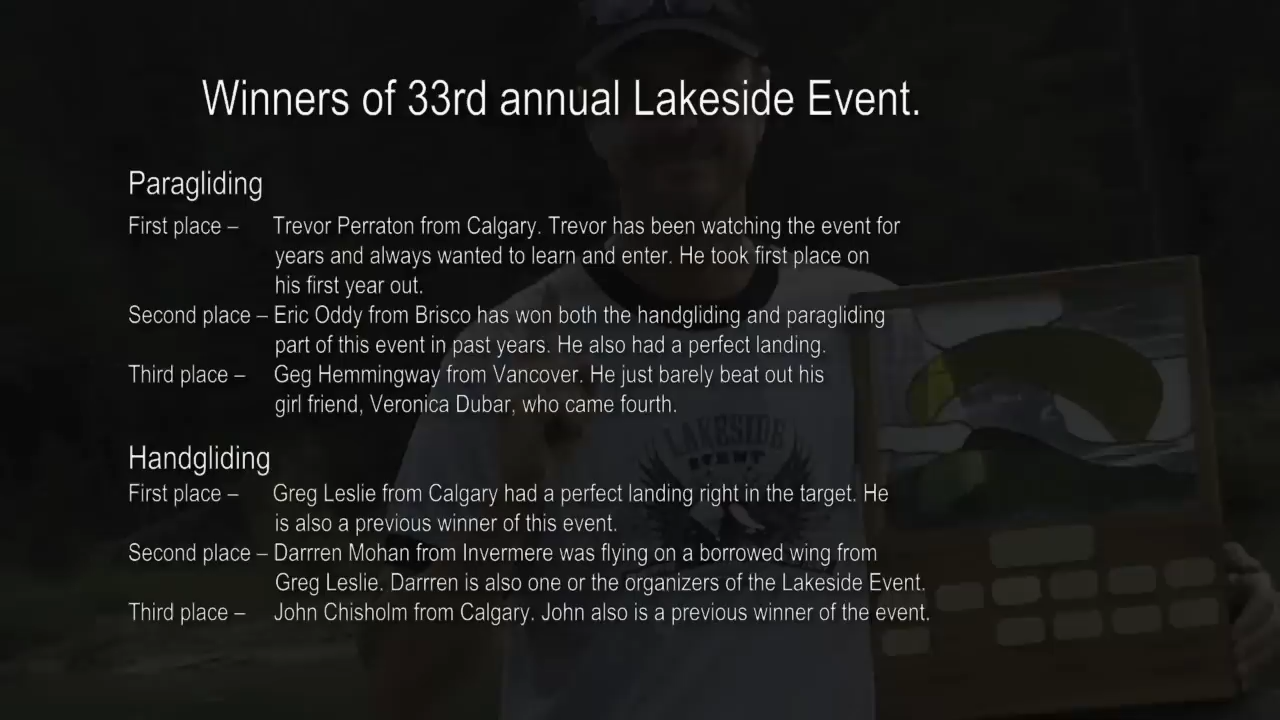 Winners of 33rd annual Lakeside Event.
Paragliding
First place – Trevor Perraton from Calgary. Trevor has been watching the event for
years and always wanted to learn and enter. He took first place on
his first year out.
Second place – Eric Oddy from Brisco has won both the handgliding and paragliding
part of this event in past years. He also had a perfect landing.
Third place – Geg Hemmingway from Vancover. He just barely beat out his
girl friend, Veronica Dubar, who came fourth.
LAKESIDE
EVENT
Handgliding
First place – Greg Leslie from Calgary had a perfect landing right in the target. He
is also a previous winner of this event.
Second place – Darrren Mohan from Invermere was flying on a borrowed wing from
Greg Leslie. Darrren is also one or the organizers of the Lakeside Event.
Third place – John Chisholm from Calgary. John also is a previous winner of the event.